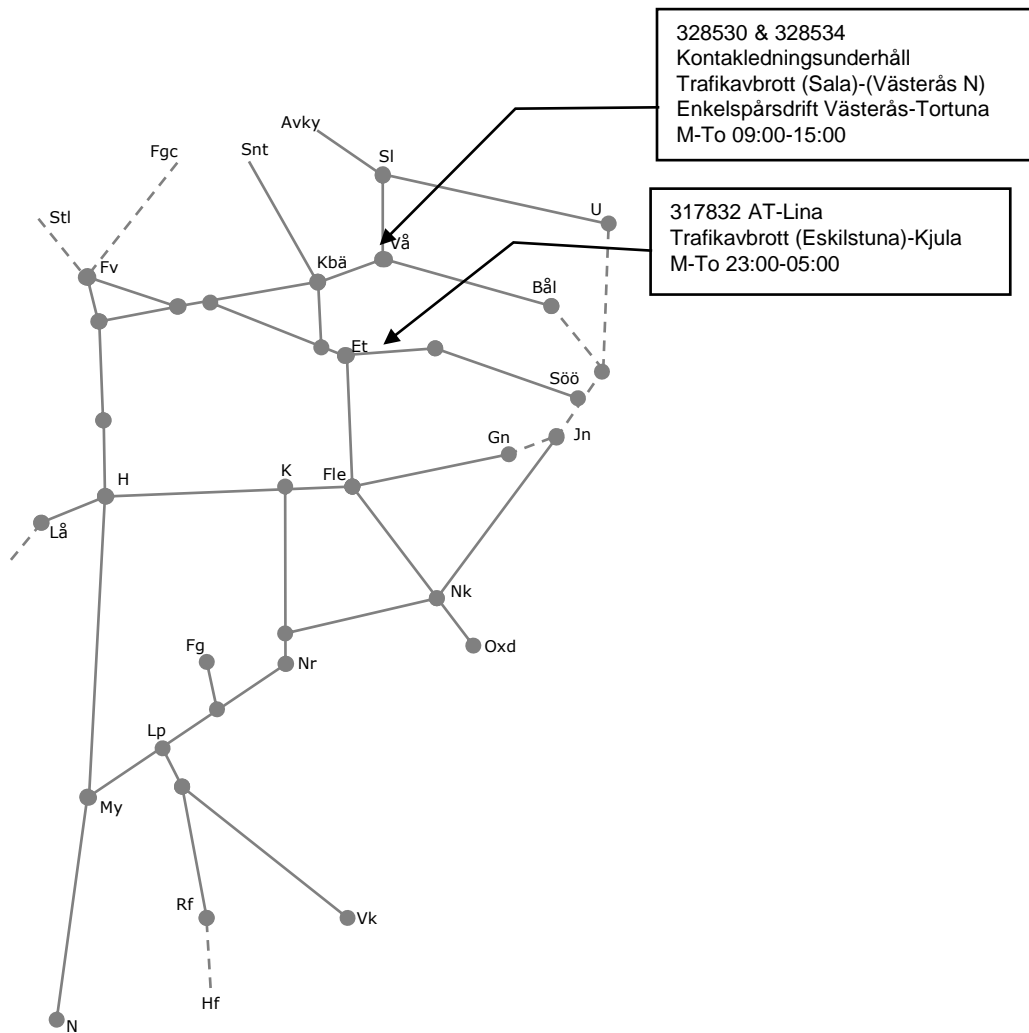 328530 & 328534
Kontakledningsunderhåll
Trafikavbrott (Sala)-(Västerås N)
Enkelspårsdrift Västerås-Tortuna
M-To 09:00-15:00
Avky
Fgc
Snt
Sl
317832 AT-Lina
Trafikavbrott (Eskilstuna)-Kjula
M-To 23:00-05:00
Stl
U
Vå
Fv
Kbä
Bål
Et
Söö
Gn
Jn
H
K
Fle
Lå
Nk
Fg
Oxd
Nr
Lp
My
Rf
Vk
Hf
N